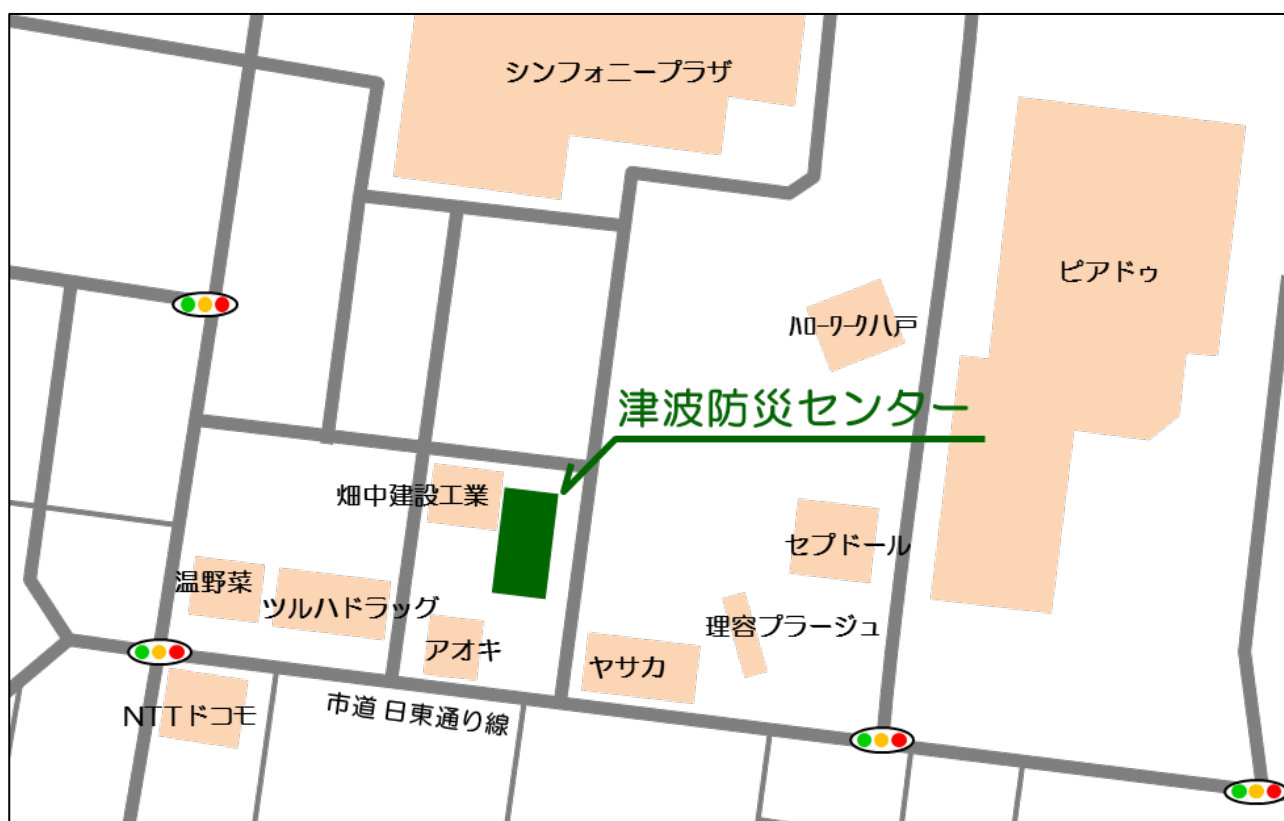 シンフォニープラザ
ピアドゥ
ﾊﾛｰﾜｰｸ八戸
津波防災センター
畑中建設工業
セプドール
温野菜
ツルハドラッグ
理容プラージュ
アオキ
ヤサカ
NTTドコモ
市道 日東通り線